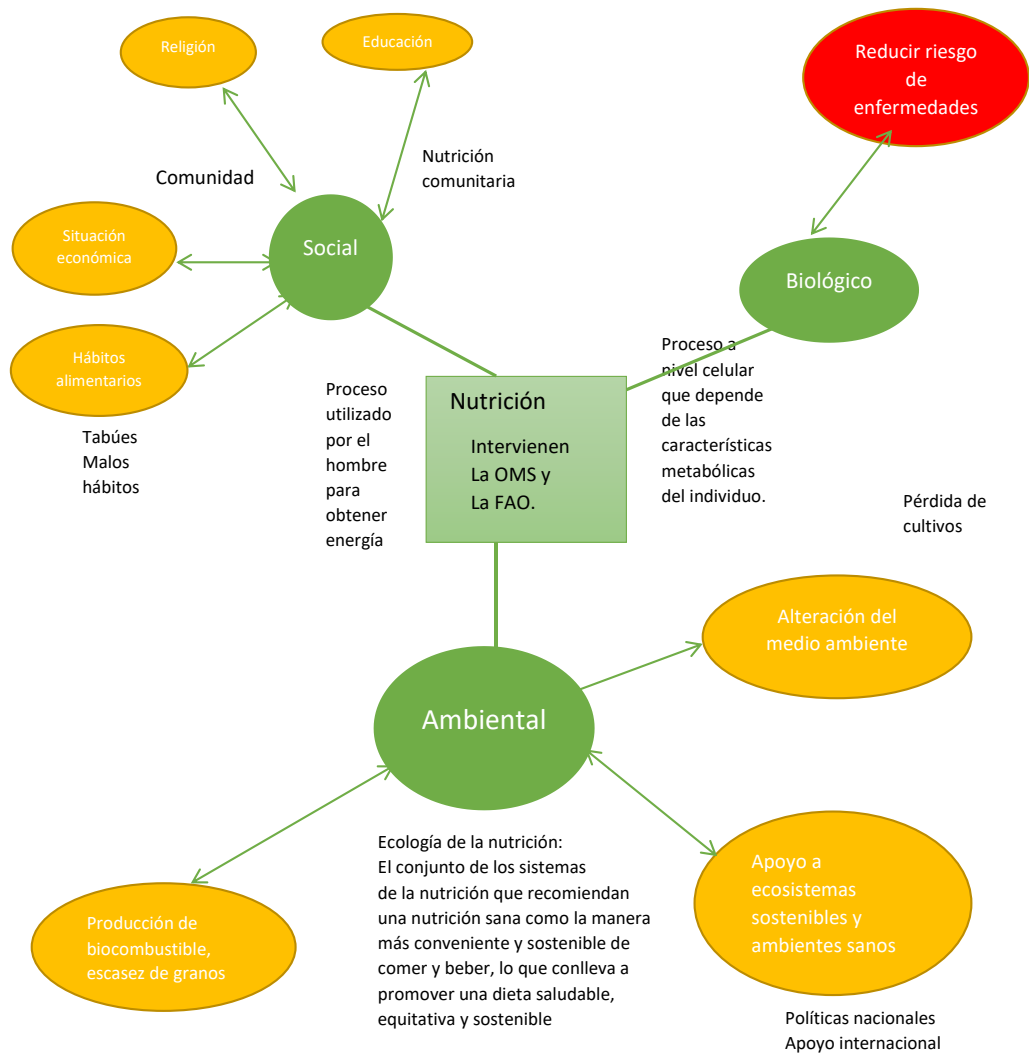 Religión
Educación
Reducir riesgo
de
enfermedades
Comunidad
Nutrición
comunitaria
Situación
económica
Social
Biológico
Hábitos
alimentarios
Tabúes
Malos
hábitos
Proceso
utilizado
por el
hombre
para
obtener
energía
Nutrición
Intervienen
La OMS y
La FAO.
Proceso a
nivel celular
que depende
de las
características
metabólicas
del individuo.
Pérdida de
cultivos
Alteración del
medio ambiente
Ambiental
Ecología de la nutrición:
El conjunto de los sistemas
de la nutrición que recomiendan
una nutrición sana como la manera
más conveniente y sostenible de
comer y beber, lo que conlleva a
promover una dieta saludable,
equitativa y sostenible
Producción de
biocombustible,
escasez de granos
Apoyo a
ecosistemas
sostenibles y
ambientes sanos
Políticas nacionales
Apoyo internacional